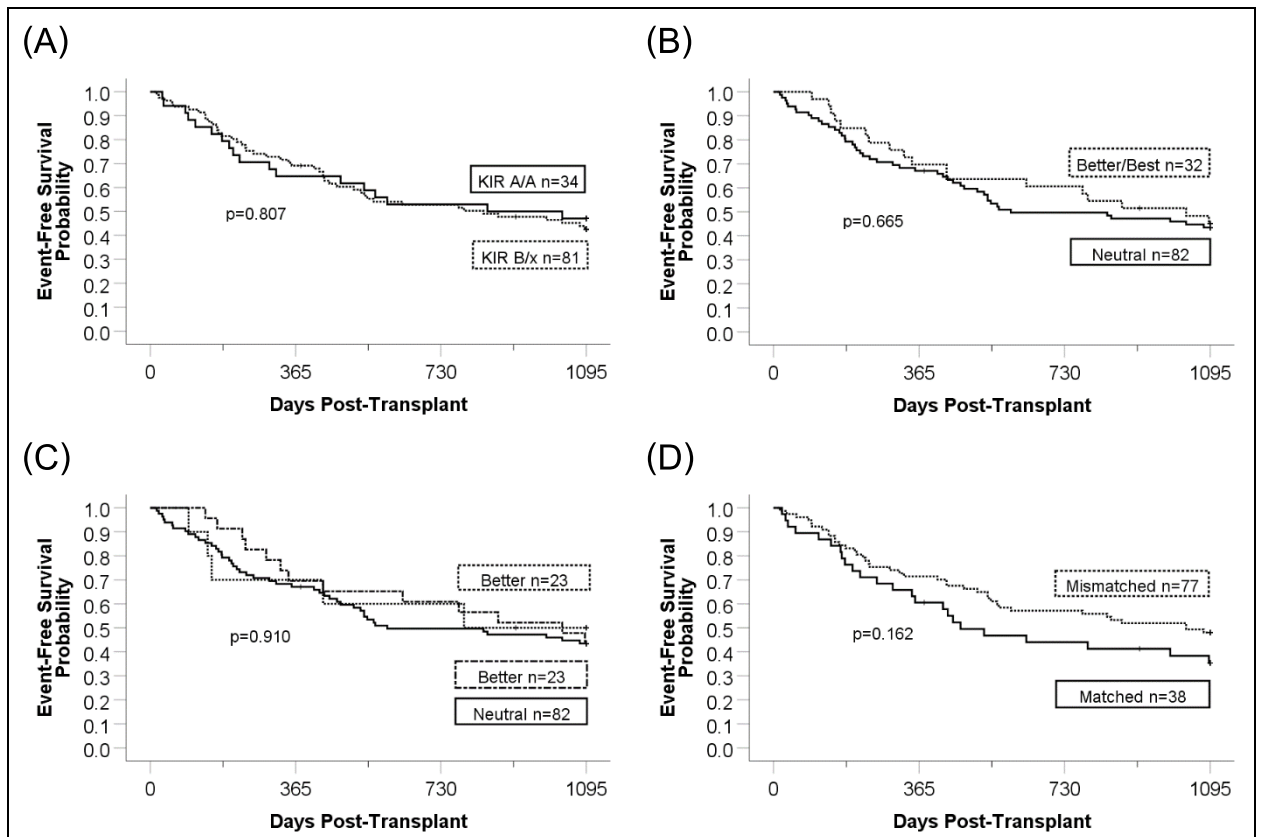 (A)
1.0
0.9
0.8
0.7
0.6
0.5
0.4
0.3
0.2
0.1
0.0
Event-Free Survival
Probability
KIR A/A n=34
p=0.807
KIR B/x n=81
0 365 730 1095
Days Post-Transplant
(B)
1.0
0.9
0.8
0.7
0.6
0.5
0.4
0.3
0.2
0.1
0.0
Event-Free Survival
Probability
Better/Best n=32
p=0.665
Neutral n=82
0 365 730 1095
Days Post-Transplant
(C)
1.0
0.9
0.8
0.7
0.6
0.5
0.4
0.3
0.2
0.1
0.0
Event-Free Survival
Probability
Better n=23
p=0.910
Better n=23
Neutral n=82
0 365 730 1095
Days Post-Transplant
(D)
1.0
0.9
0.8
0.7
0.6
0.5
0.4
0.3
0.2
0.1
0.0
Event-Free Survival
Probability
Mismatched n=77
p=0.162
Matched n=38
0 365 730 1095
Days Post-Transplant